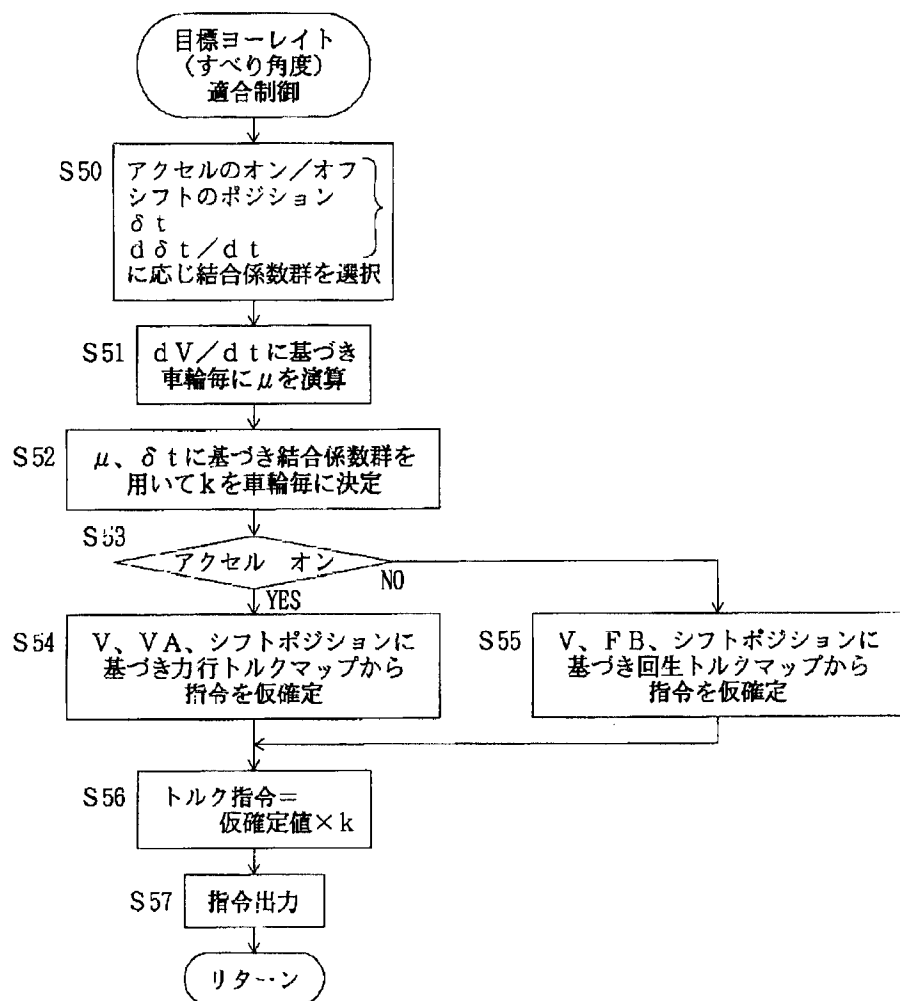 目標ヨーレイト
(すべり角度)
適合制御
S50
アクセルのオン／オフ
シフトのポジション
δt
dδt／dt
に応じ結合係数群を選択
S51
dV／dtに基づき
車輪毎にμを演算
S52
μ、δtに基づき結合係数群を
用いてkを車輪毎に決定
S53
アクセル オン
NO
YES
S54
V、VA、シフトポジションに
基づき力行トルクマップから
指令を仮確定
S55
V、FB、シフトポジションに
基づき回生トルクマップから
指令を仮確定
S56
トルク指令＝
仮確定値×k
S57
指令出力
リターン